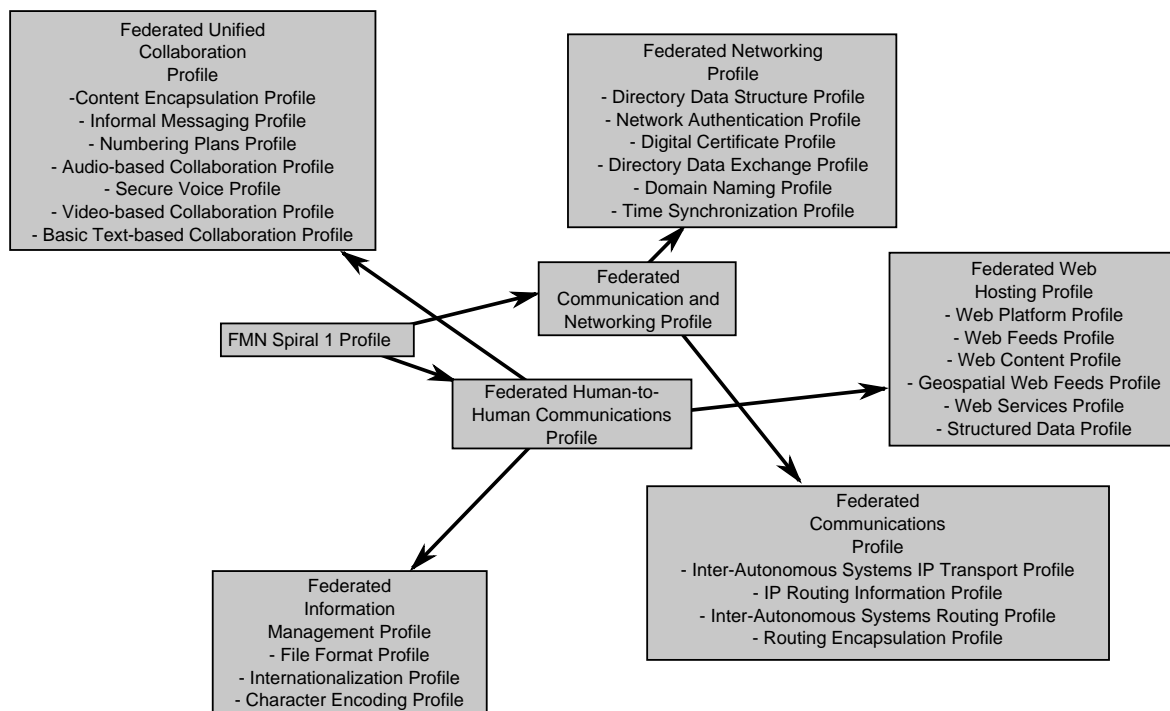 Federated Unified
Collaboration
Profile
-Content Encapsulation Profile
- Informal Messaging Profile
- Numbering Plans Profile
- Audio-based Collaboration Profile
- Secure Voice Profile
- Video-based Collaboration Profile
- Basic Text-based Collaboration Profile
Federated Networking
Profile
- Directory Data Structure Profile
- Network Authentication Profile
- Digital Certificate Profile
- Directory Data Exchange Profile
- Domain Naming Profile
- Time Synchronization Profile
Federated
Communication and
Networking Profile
Federated Web
Hosting Profile
- Web Platform Profile
- Web Feeds Profile
- Web Content Profile
- Geospatial Web Feeds Profile
- Web Services Profile
- Structured Data Profile
FMN Spiral 1 Profile
Federated Human-to-
Human Communications
Profile
Federated
Communications
Profile
- Inter-Autonomous Systems IP Transport Profile
- IP Routing Information Profile
- Inter-Autonomous Systems Routing Profile
- Routing Encapsulation Profile
Federated
Information
Management Profile
- File Format Profile
- Internationalization Profile
- Character Encoding Profile